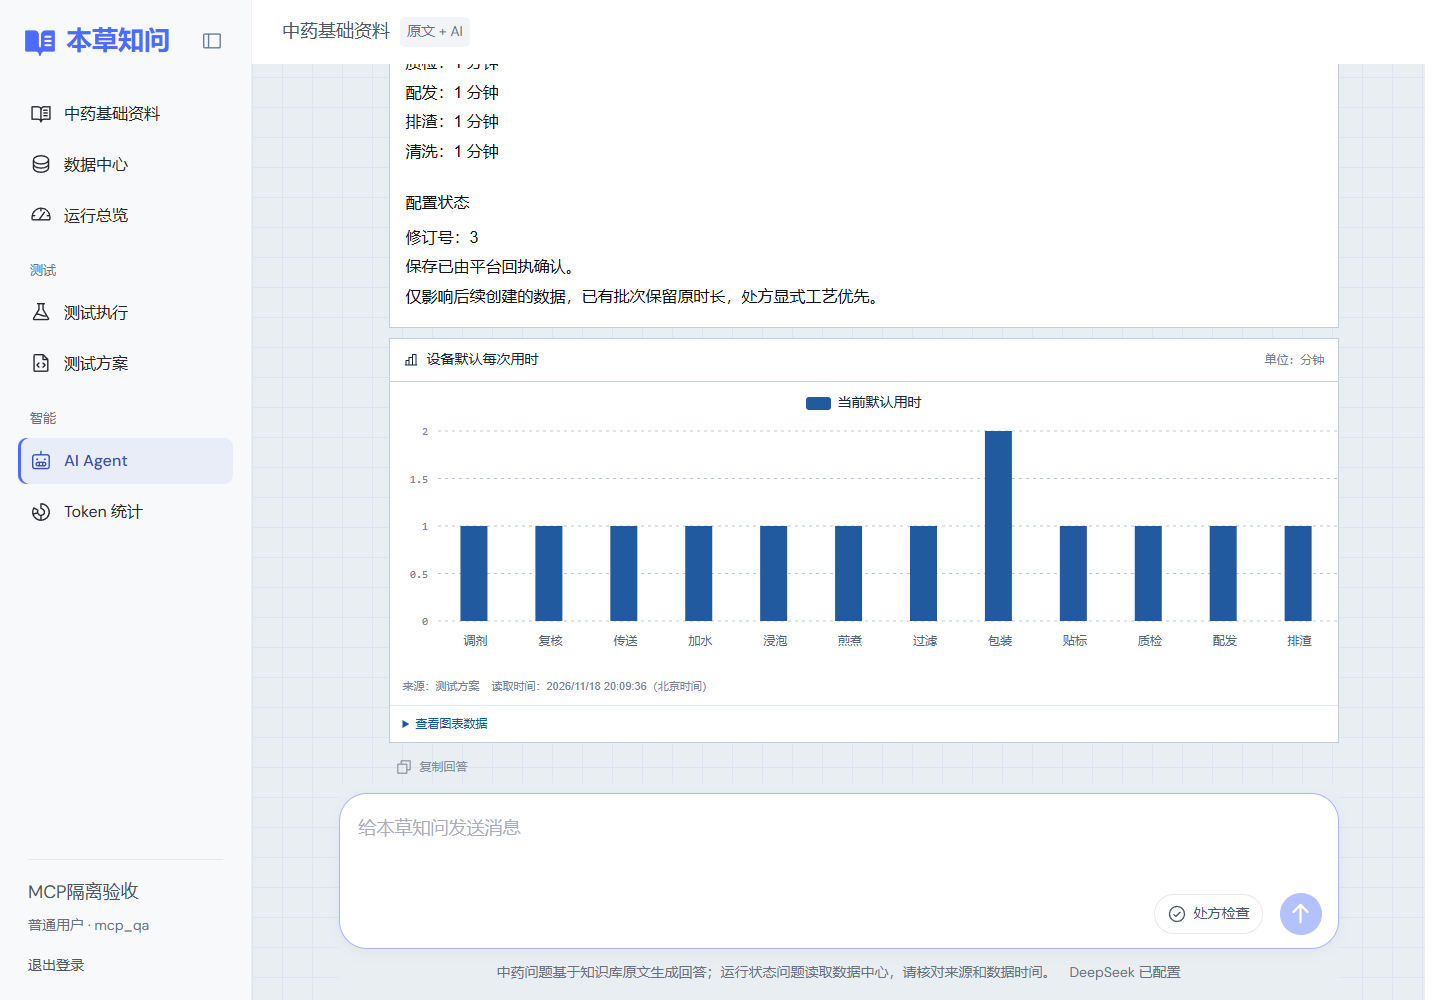 本草知问
中药基础资料
数据中心
运行总览
测试
测试执行
测试方案
智能
AI Agent
Token 统计
MCP隔离验收
普通用户 · mcp_qa
退出登录
中药基础资料
原文 + AI
质检：1 分钟
配发：1 分钟
排渣：1 分钟
清洗：1 分钟
配置状态
修订号：3
保存已由平台回执确认。
仅影响后续创建的数据，已有批次保留原时长，处方显式工艺优先。
设备默认每次用时
单位：分钟
当前默认用时
2
1.5
1
0.5
0
调剂 复核 传送 加水 浸泡 煎煮 过滤 包装 贴标 质检 配发 排渣
来源：测试方案 读取时间：2026/11/18 20:09:36（北京时间）
查看图表数据
复制回答
给本草知问发送消息
处方检查
中药问题基于知识库原文生成回答；运行状态问题读取数据中心，请核对来源和数据时间。 DeepSeek 已配置